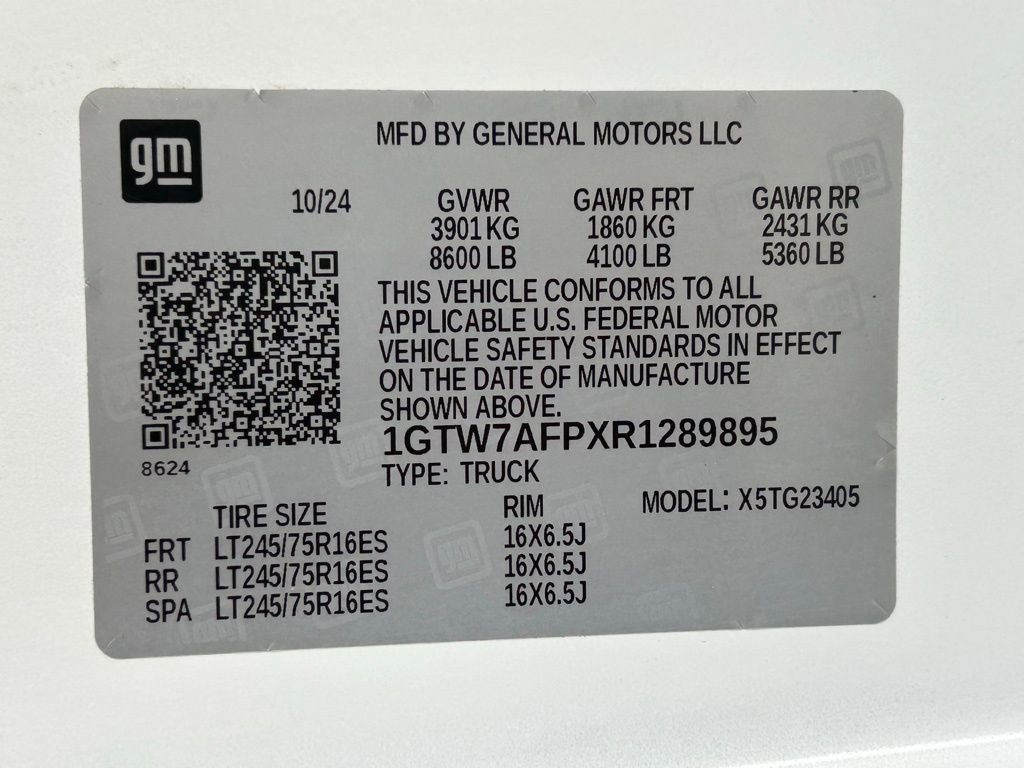 gm
MFD BY GENERAL MOTORS LLC
10/24 GVWR GAWR FRT GAWR RR
3901 KG 1860 KG 2431 KG
8600 LB 4100 LB 5360 LB
THIS VEHICLE CONFORMS TO ALL
APPLICABLE U.S. FEDERAL MOTOR
VEHICLE SAFETY STANDARDS IN EFFECT
ON THE DATE OF MANUFACTURE
SHOWN ABOVE.
1GTW7AFPXR1289895
8624
TYPE: TRUCK
TIRE SIZE RIM MODEL: X5TG23405
FRT LT245/75R16ES 16X6.5J
RR LT245/75R16ES 16X6.5J
SPA LT245/75R16ES 16X6.5J